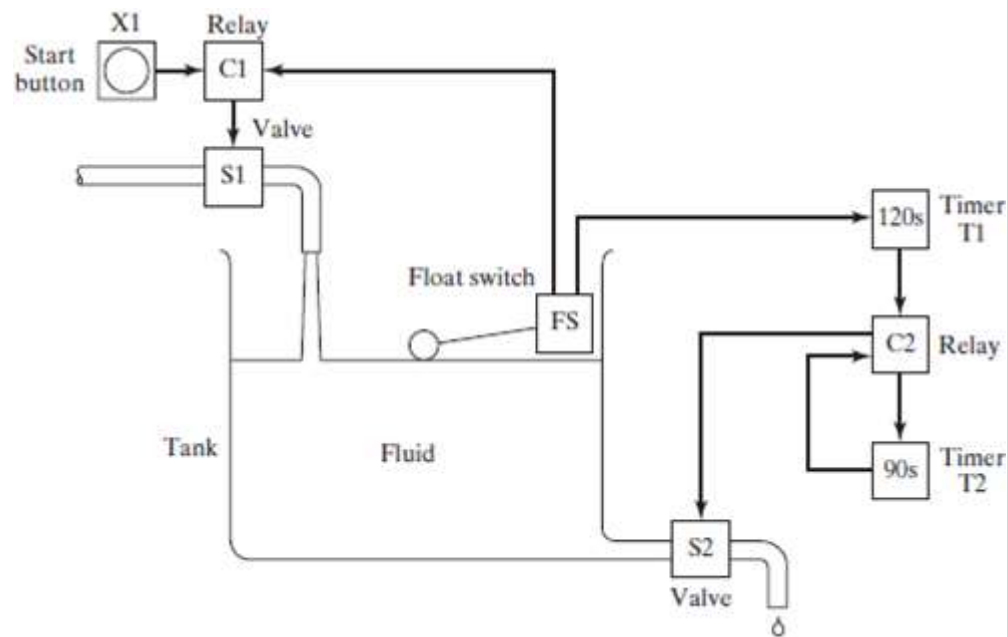 X1
Relay
Start
button
C1
Valve
S1
120s
Timer
T1
Float switch
FS
C2
Relay
Tank
Fluid
90s
Timer
T2
S2
Valve